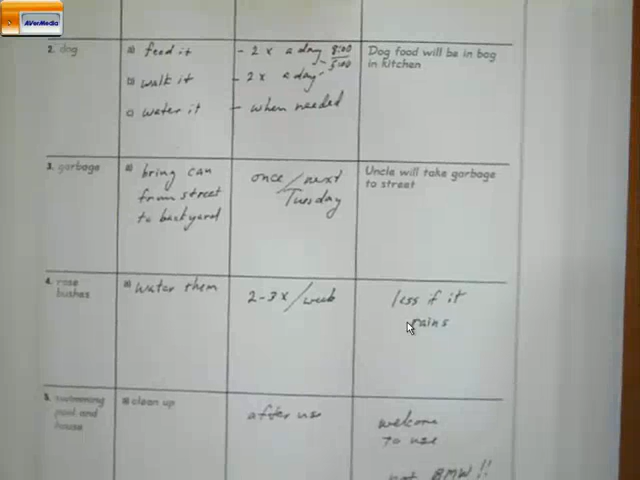 AVerMedia
2. dog
a) feed it
- 2 x a day - 8:00
5:00
Dog food will be in bag
in kitchen
b) walk it
- 2 x a day -
c) water it
- when needed
3. garbage
a) bring can
from street
to backyard
once / next
Tuesday
Uncle will take garbage
to street
4. rose
bushes
a) water them
2-3x / week
less if it
rains
5. swimming
pool and
house
a) clean up
after use
welcome
to use
not BMW !!